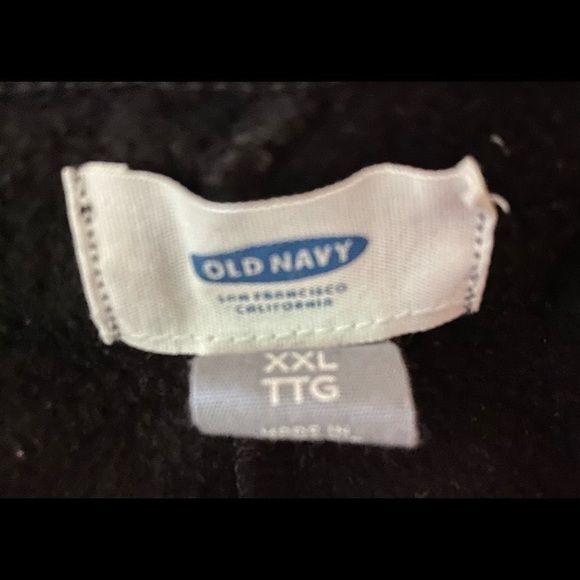 OLD NAVY
SAN FRANCISCO
CALIFORNIA
XXL
TTG
MADE IN